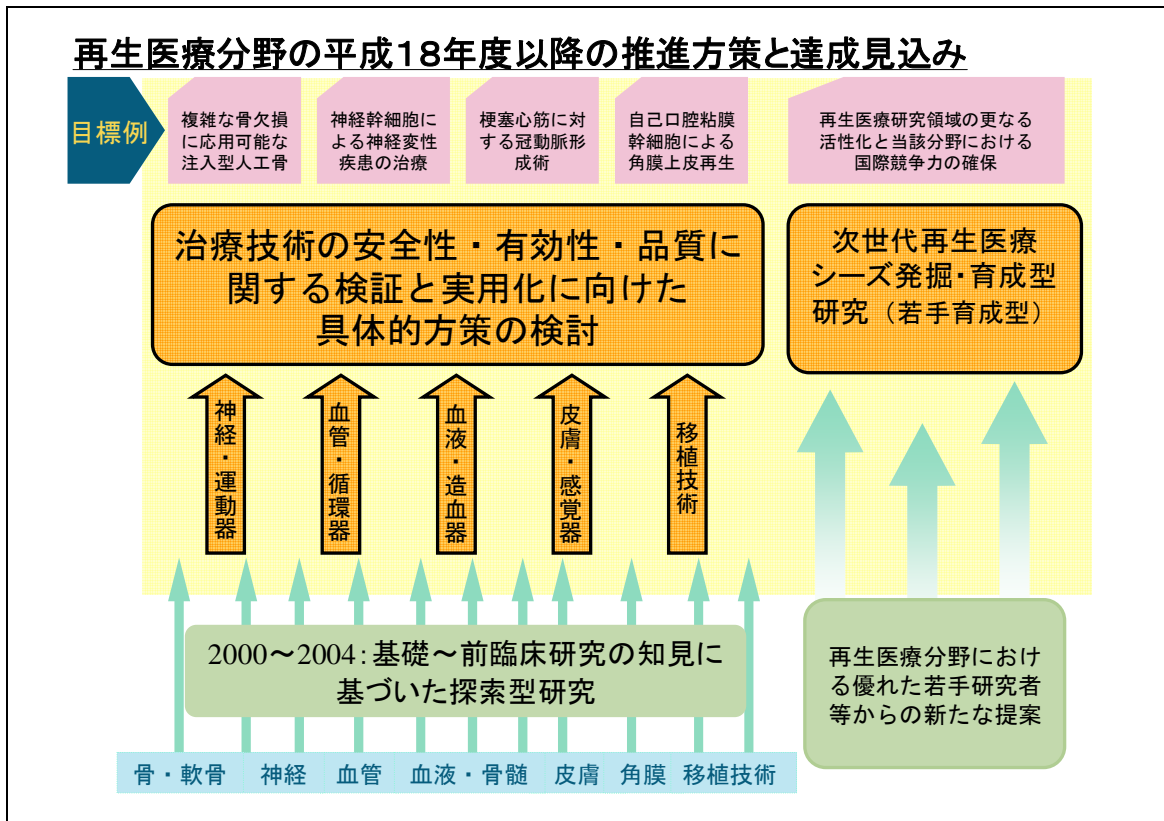 再生医療分野の平成１８年度以降の推進方策と達成見込み
目標例
複雑な骨欠損
に応用可能な
注入型人工骨
神経幹細胞に
よる神経変性
疾患の治療
梗塞心筋に対
する冠動脈形
成術
自己口腔粘膜
幹細胞による
角膜上皮再生
再生医療研究領域の更なる
活性化と当該分野における
国際競争力の確保
治療技術の安全性・有効性・品質に
関する検証と実用化に向けた
具体的方策の検討
次世代再生医療
シーズ発掘・育成型
研究（若手育成型）
神経・運動器
血管・循環器
血液・造血器
皮膚・感覚器
移植技術
2000～2004：基礎～前臨床研究の知見に
基づいた探索型研究
再生医療分野におけ
る優れた若手研究者
等からの新たな提案
骨・軟骨 神経 血管 血液・骨髄 皮膚 角膜 移植技術